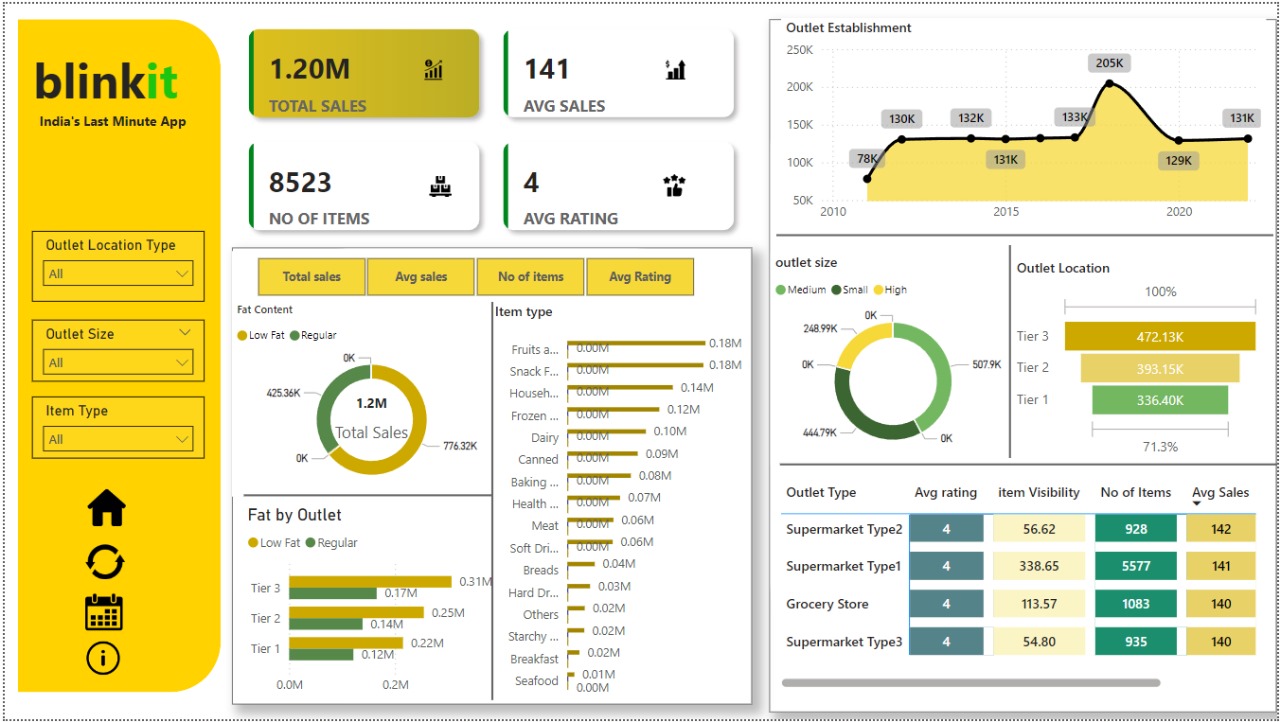 blinkit
India's Last Minute App
Outlet Location Type
All
Outlet Size
All
Item Type
All
1.20M
TOTAL SALES
141
AVG SALES
8523
NO OF ITEMS
4
AVG RATING
Total sales Avg sales No of items Avg Rating
Fat Content
Low Fat Regular
0K
425.36K
1.2M
Total Sales
776.32K
0K
Fat by Outlet
Low Fat Regular
Tier 3 0.31M
0.17M
Tier 2 0.25M
0.14M
Tier 1 0.22M
0.12M
0.0M 0.2M
Item type
Fruits a... 0.00M 0.18M
Snack F... 0.00M 0.18M
Househ... 0.00M 0.14M
Frozen ... 0.00M 0.12M
Dairy 0.00M 0.10M
Canned 0.00M 0.09M
Baking ... 0.00M 0.08M
Health ... 0.00M 0.07M
Meat 0.00M 0.06M
Soft Dri... 0.00M 0.06M
Breads 0.04M
Hard Dr... 0.03M
Others 0.02M
Starchy ... 0.02M
Breakfast 0.02M
Seafood 0.01M
0.00M
Outlet Establishment
250K
200K
150K
100K
50K
78K
130K
132K
131K
133K
205K
129K
131K
2010 2015 2020
outlet size
Medium Small High
0K
248.99K
507.9K
0K
444.79K
0K
Outlet Location
100%
Tier 3 472.13K
Tier 2 393.15K
Tier 1 336.40K
71.3%
Outlet Type Avg rating item Visibility No of Items Avg Sales
Supermarket Type2 4 56.62 928 142
Supermarket Type1 4 338.65 5577 141
Grocery Store 4 113.57 1083 140
Supermarket Type3 4 54.80 935 140